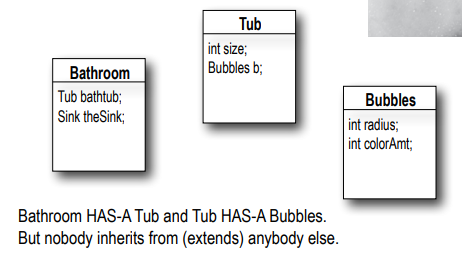 Tub
int size;
Bubbles b;
Bathroom
Tub bathtub;
Sink theSink;
Bubbles
int radius;
int colorAmt;
Bathroom HAS-A Tub and Tub HAS-A Bubbles.
But nobody inherits from (extends) anybody else.